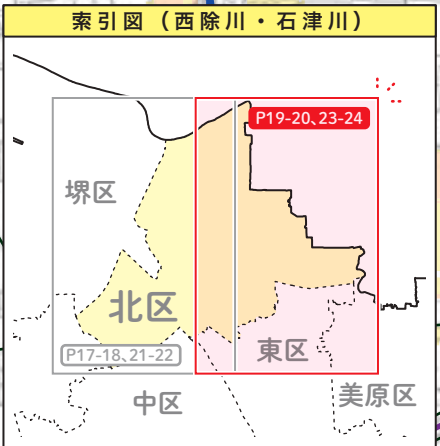 索引図（西除川・石津川）
P19-20、23-24
堺区
北区
P17-18、21-22
東区
中区
美原区